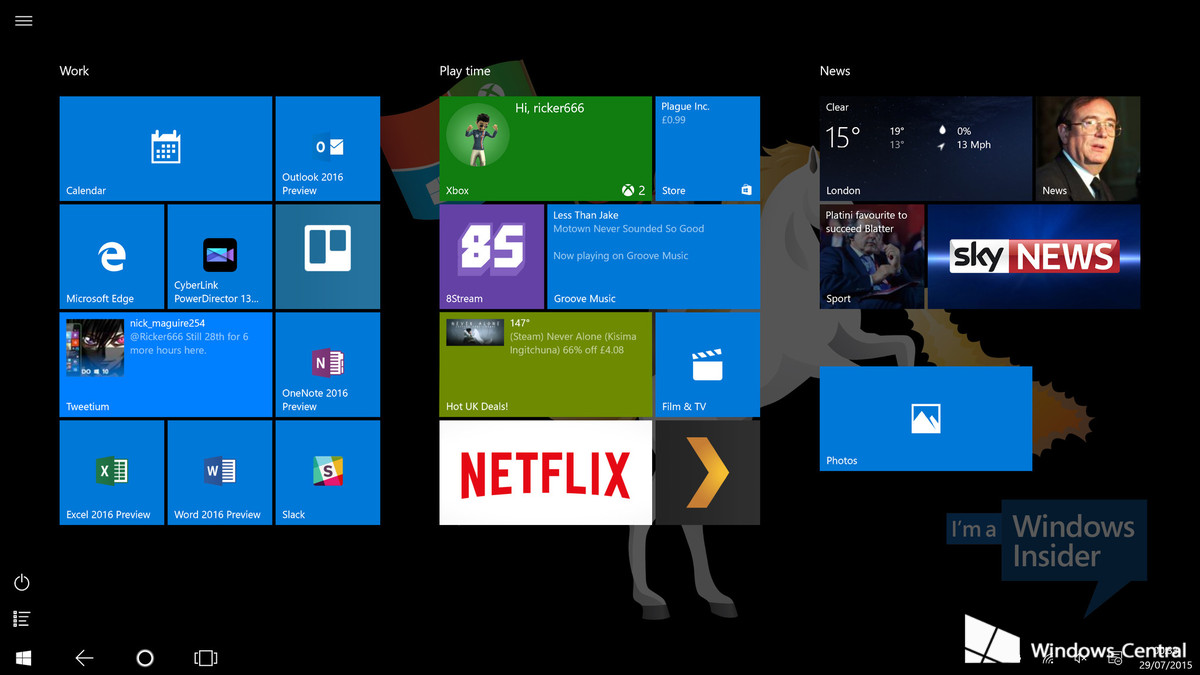 Work
Calendar
Outlook 2016
Preview
Microsoft Edge
CyberLink
PowerDirector 13...
nick_maguire254
@Ricker666 Still 28th for 6
more hours here.
DO 10
Tweetium
OneNote 2016
Preview
Excel 2016 Preview
Word 2016 Preview
Slack
Play time
Hi, ricker666
Xbox
2
Plague Inc.
£0.99
Store
85
8Stream
Less Than Jake
Motown Never Sounded So Good
Now playing on Groove Music
Groove Music
NEVER ALONE
147°
(Steam) Never Alone (Kisima
Ingitchuna) 66% off £4.08
Hot UK Deals!
Film & TV
NETFLIX
News
Clear
15° 19° 0%
13° 13 Mph
London
News
Platini favourite to
succeed Blatter
Sport
sky NEWS
Photos
I'm a Windows
Insider
Windows Central
29/07/2015